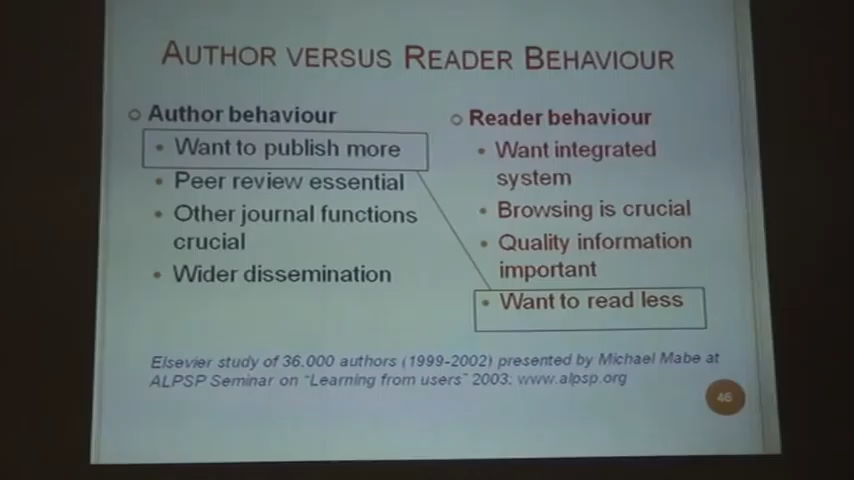 AUTHOR VERSUS READER BEHAVIOUR
Author behaviour
Want to publish more
Peer review essential
Other journal functions
crucial
Wider dissemination
Reader behaviour
Want integrated
system
Browsing is crucial
Quality information
important
Want to read less
Elsevier study of 36,000 authors (1999-2002) presented by Michael Mabe at
ALPSP Seminar on "Learning from users" 2003: www.alpsp.org
46